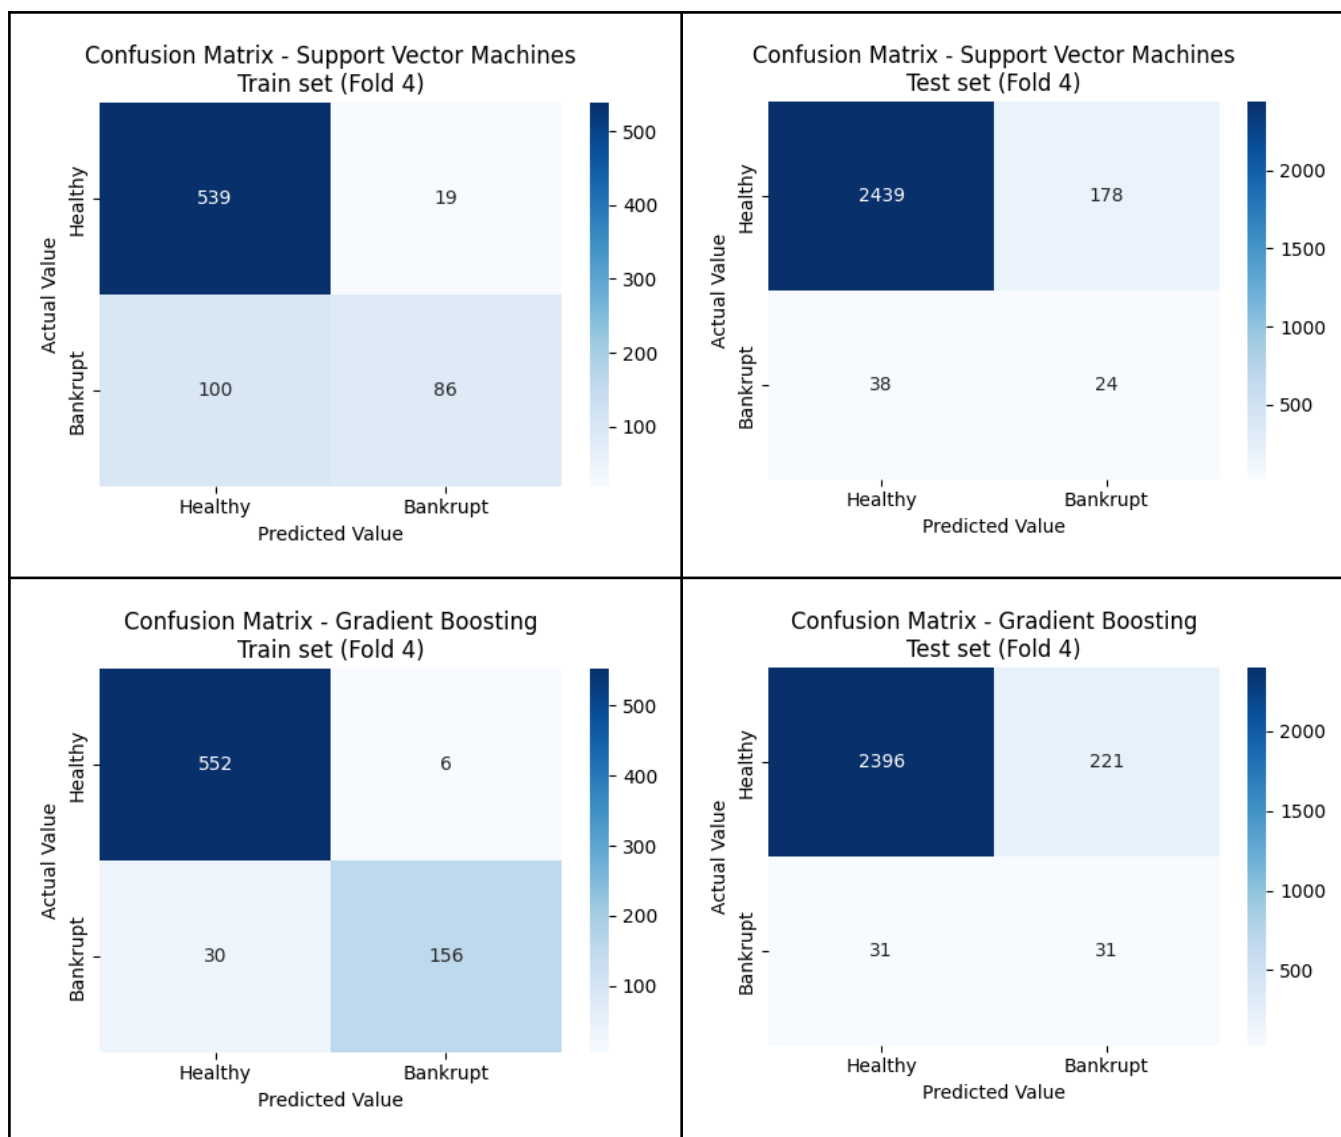 Confusion Matrix - Support Vector Machines
Train set (Fold 4)
Actual Value
Healthy
Bankrupt
539
19
100
86
500
400
300
200
100
Healthy
Bankrupt
Predicted Value
Confusion Matrix - Support Vector Machines
Test set (Fold 4)
Actual Value
Healthy
Bankrupt
2439
178
38
24
2000
1500
1000
500
Healthy
Bankrupt
Predicted Value
Confusion Matrix - Gradient Boosting
Train set (Fold 4)
Actual Value
Healthy
Bankrupt
552
6
30
156
500
400
300
200
100
Healthy
Bankrupt
Predicted Value
Confusion Matrix - Gradient Boosting
Test set (Fold 4)
Actual Value
Healthy
Bankrupt
2396
221
31
31
2000
1500
1000
500
Healthy
Bankrupt
Predicted Value